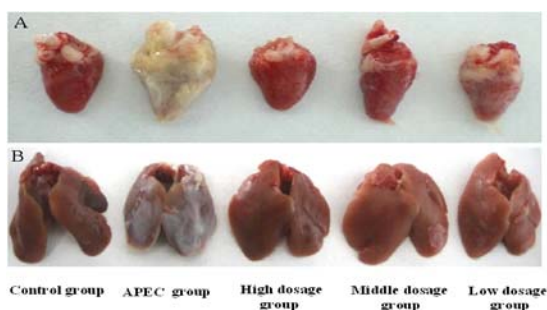 A
B
Control group
APEC group
High dosage
group
Middle dosage
group
Low dosage
group